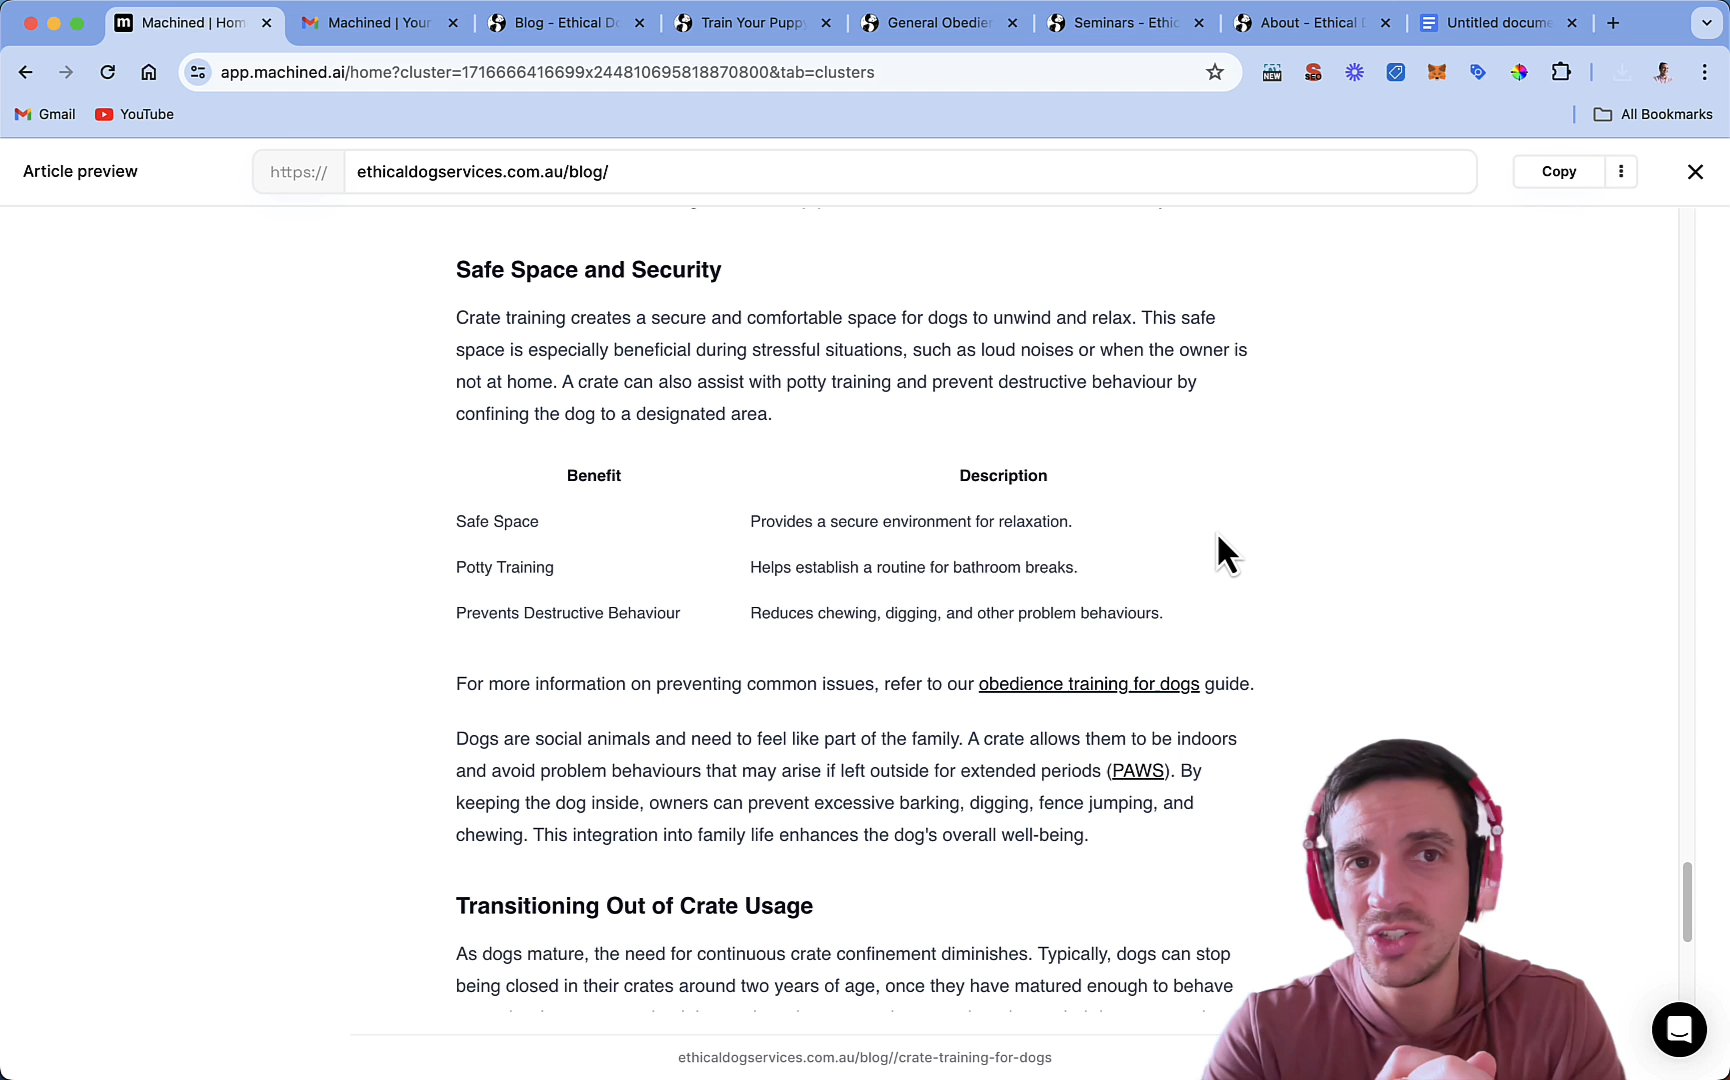 Machined | Hom
Machined | Your
Blog - Ethical D
Train Your Puppy
General Obedien
Seminars - Ethic
About - Ethical D
Untitled docume
app.machined.ai/home?cluster=1716666416699x244810695818870800&tab=clusters
NEW
SEO
Gmail
YouTube
All Bookmarks
Article preview
https://
ethicaldogservices.com.au/blog/
Copy
Safe Space and Security
Crate training creates a secure and comfortable space for dogs to unwind and relax. This safe
space is especially beneficial during stressful situations, such as loud noises or when the owner is
not at home. A crate can also assist with potty training and prevent destructive behaviour by
confining the dog to a designated area.
Benefit
Description
Safe Space
Provides a secure environment for relaxation.
Potty Training
Helps establish a routine for bathroom breaks.
Prevents Destructive Behaviour
Reduces chewing, digging, and other problem behaviours.
For more information on preventing common issues, refer to our obedience training for dogs guide.
Dogs are social animals and need to feel like part of the family. A crate allows them to be indoors
and avoid problem behaviours that may arise if left outside for extended periods (PAWS). By
keeping the dog inside, owners can prevent excessive barking, digging, fence jumping, and
chewing. This integration into family life enhances the dog's overall well-being.
Transitioning Out of Crate Usage
As dogs mature, the need for continuous crate confinement diminishes. Typically, dogs can stop
being closed in their crates around two years of age, once they have matured enough to behave
ethicaldogservices.com.au/blog//crate-training-for-dogs